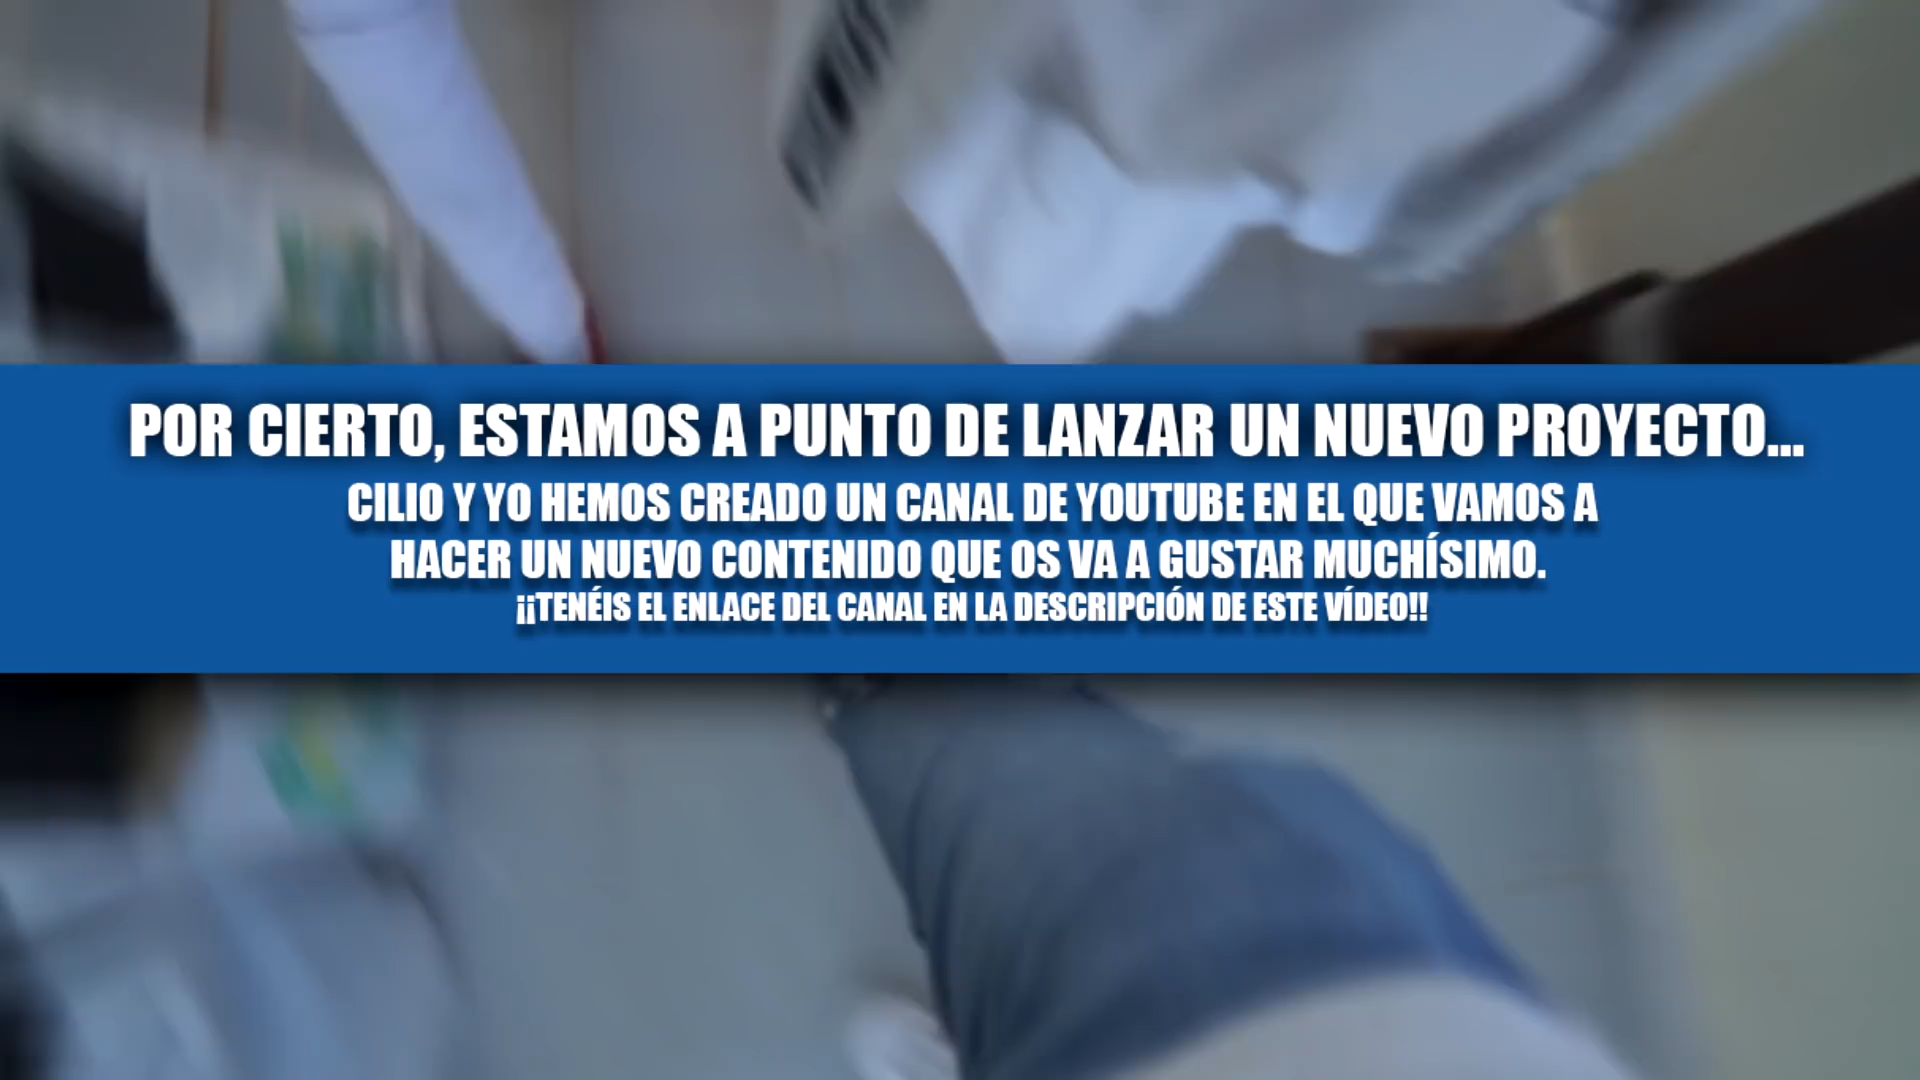 POR CIERTO, ESTAMOS A PUNTO DE LANZAR UN NUEVO PROYECTO...
CILIO Y YO HEMOS CREADO UN CANAL DE YOUTUBE EN EL QUE VAMOS A
HACER UN NUEVO CONTENIDO QUE OS VA A GUSTAR MUCHÍSIMO.
¡¡TENÉIS EL ENLACE DEL CANAL EN LA DESCRIPCIÓN DE ESTE VÍDEO!!